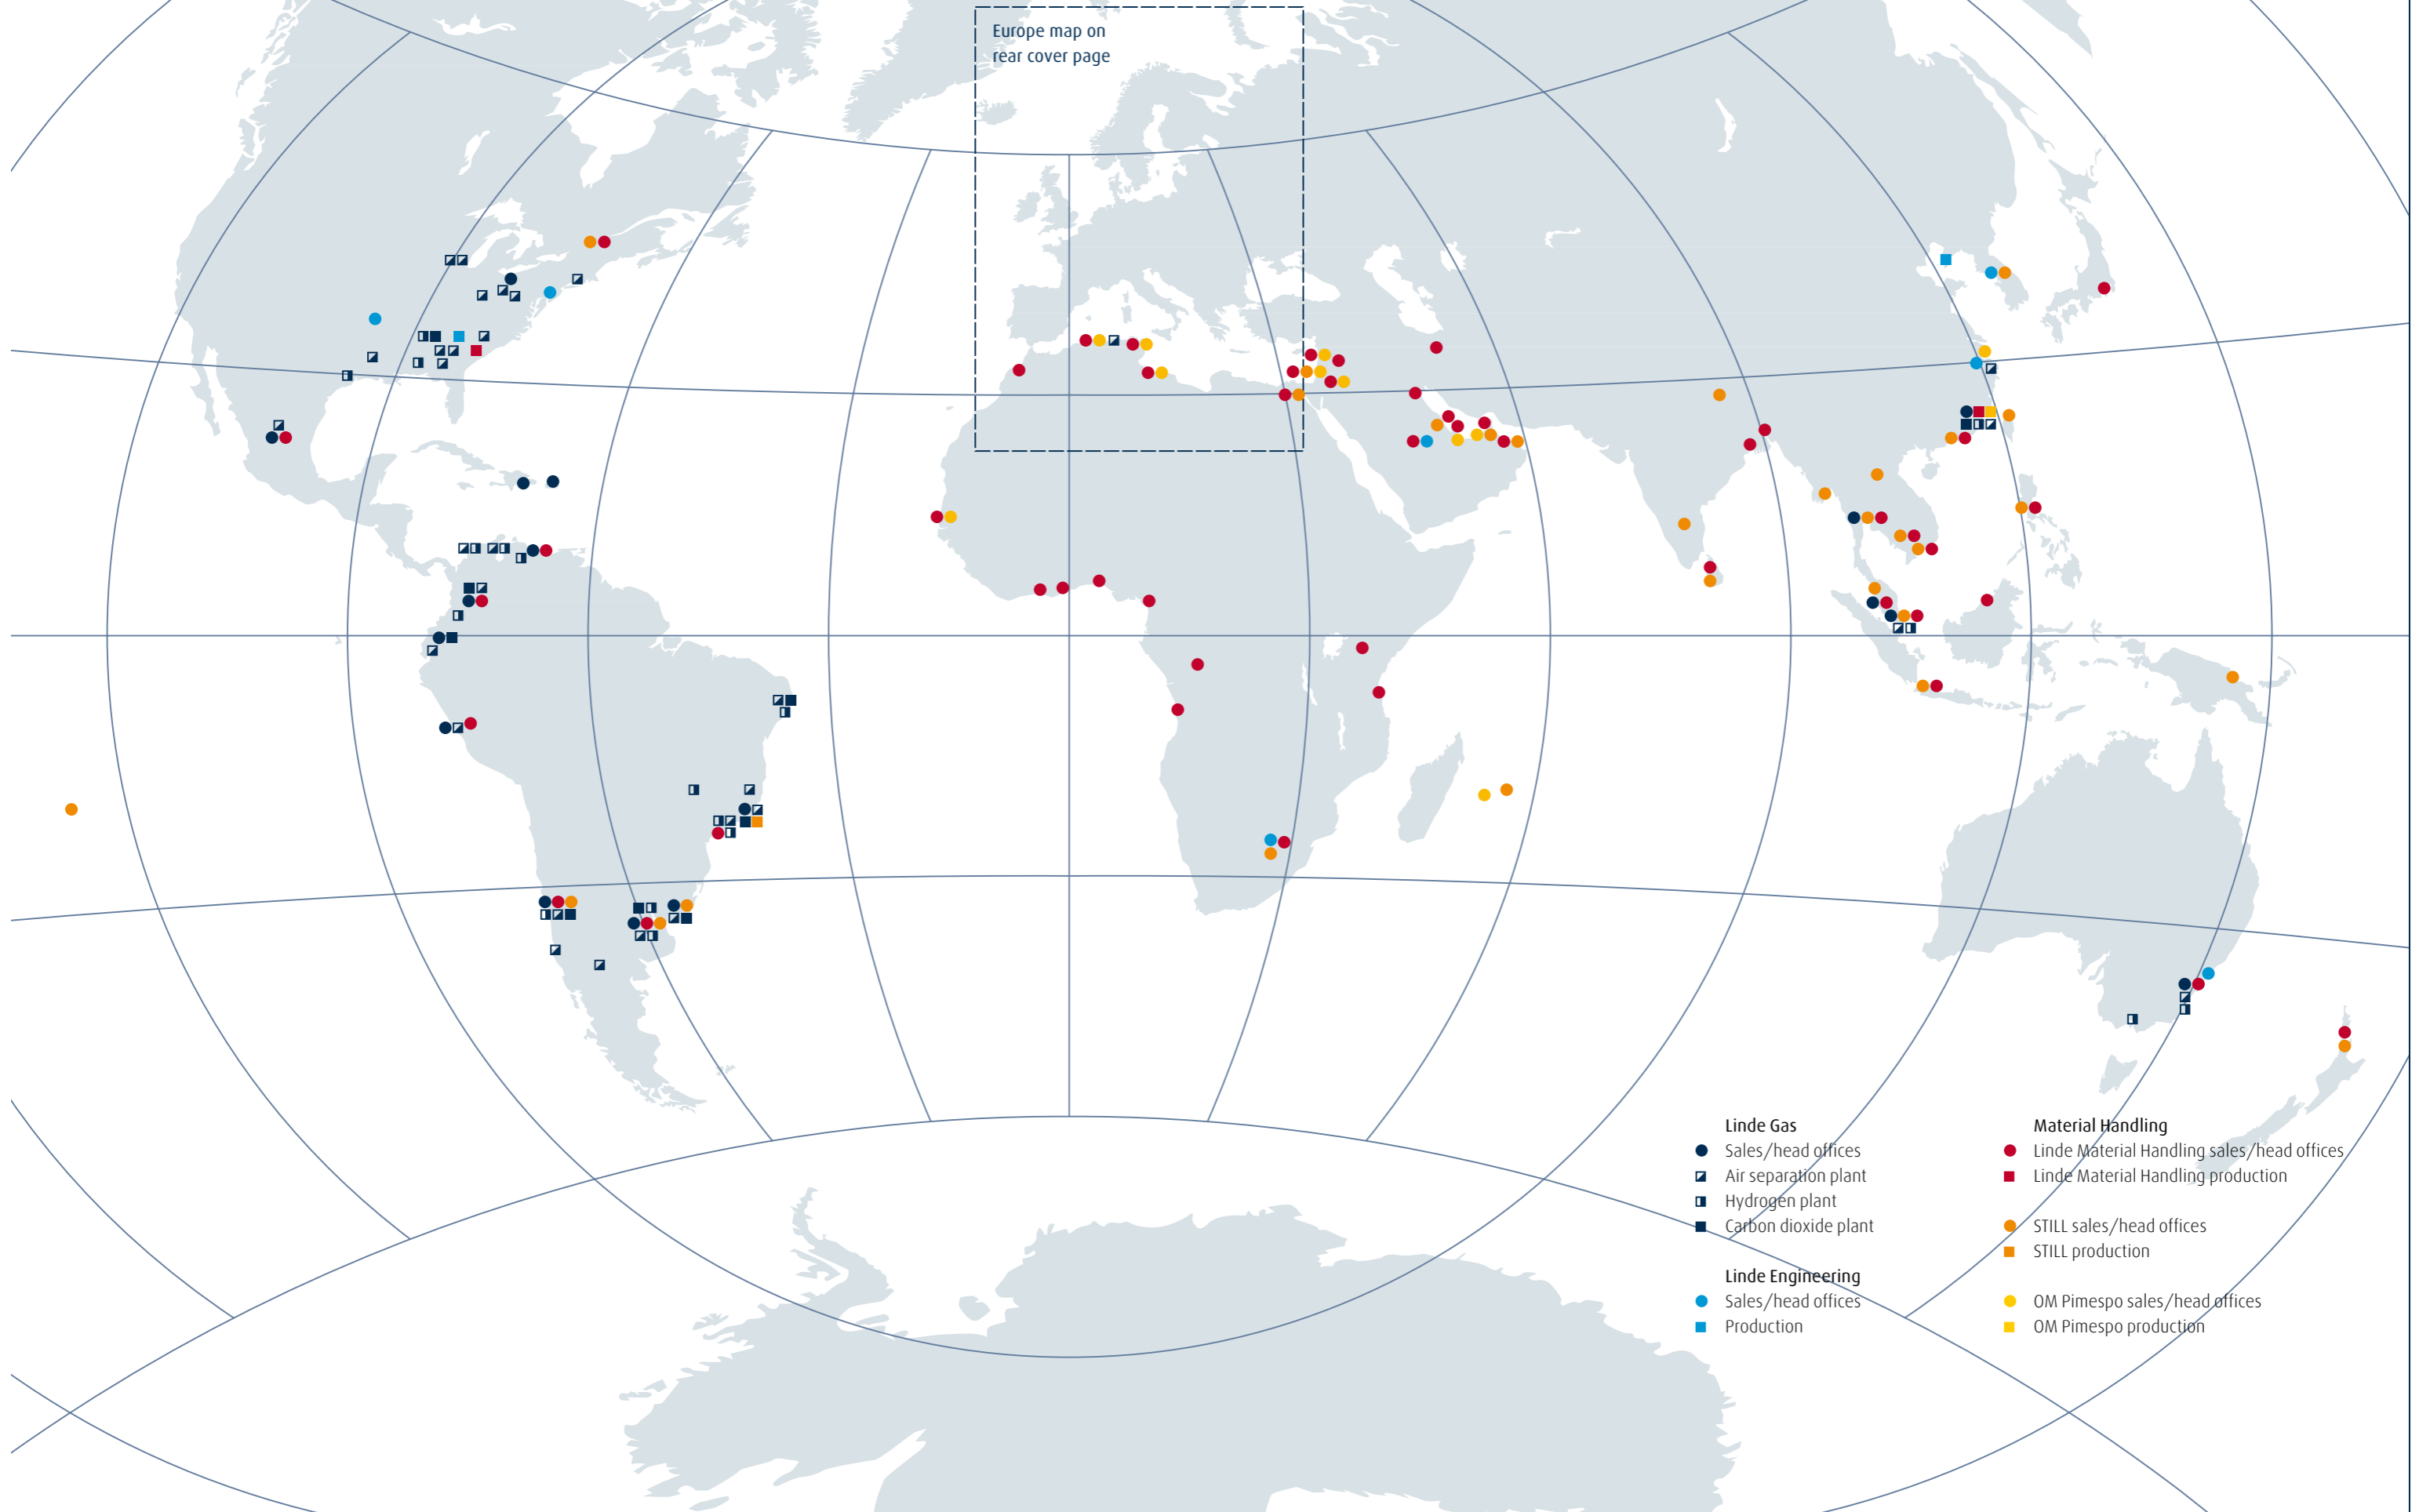 Europe map on
rear cover page
Linde Gas
Sales/head offices
Air separation plant
Hydrogen plant
Carbon dioxide plant
Linde Engineering
Sales/head offices
Production
Material Handling
Linde Material Handling sales/head offices
Linde Material Handling production
STILL sales/head offices
STILL production
OM Pimespo sales/head offices
OM Pimespo production